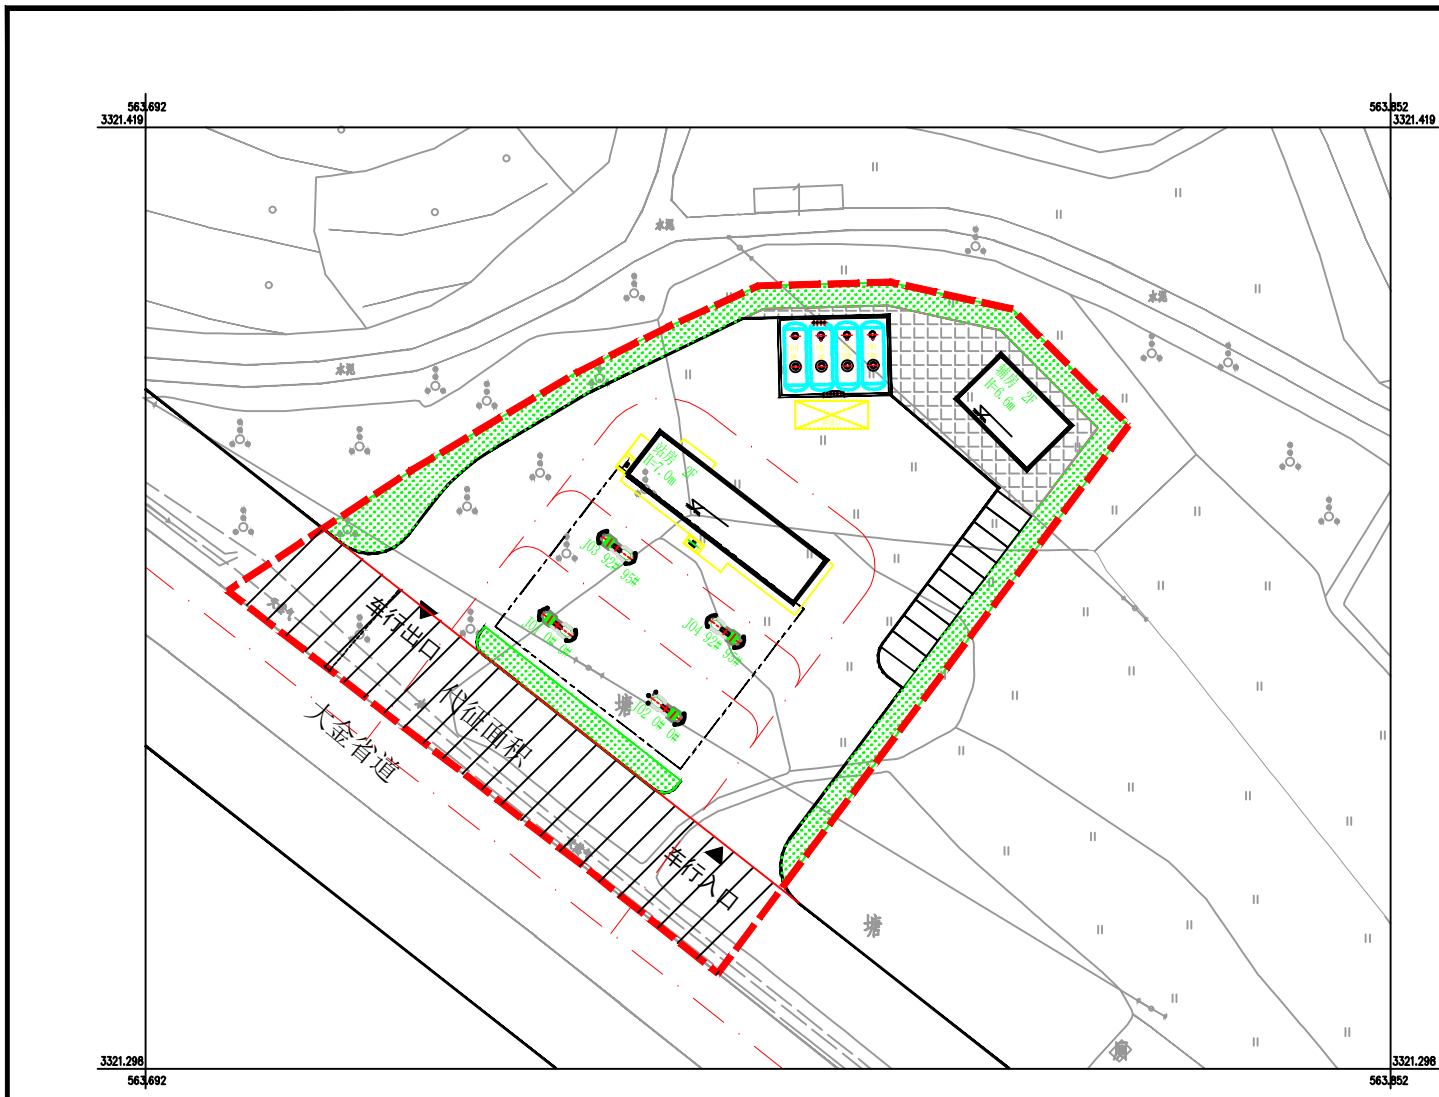 563.692
563.852
3321.419
3321.419
水泥
水泥
水泥
辅房 2F
H=6.6m
站房 2F
H=7.0m
J03 92# 95#
J01 0# 0#
J04 92# 95#
J02 0# 0#
车行出口
塘
代征面积
大金省道
车行入口
塘
3321.298
3321.298
563.692
563.852